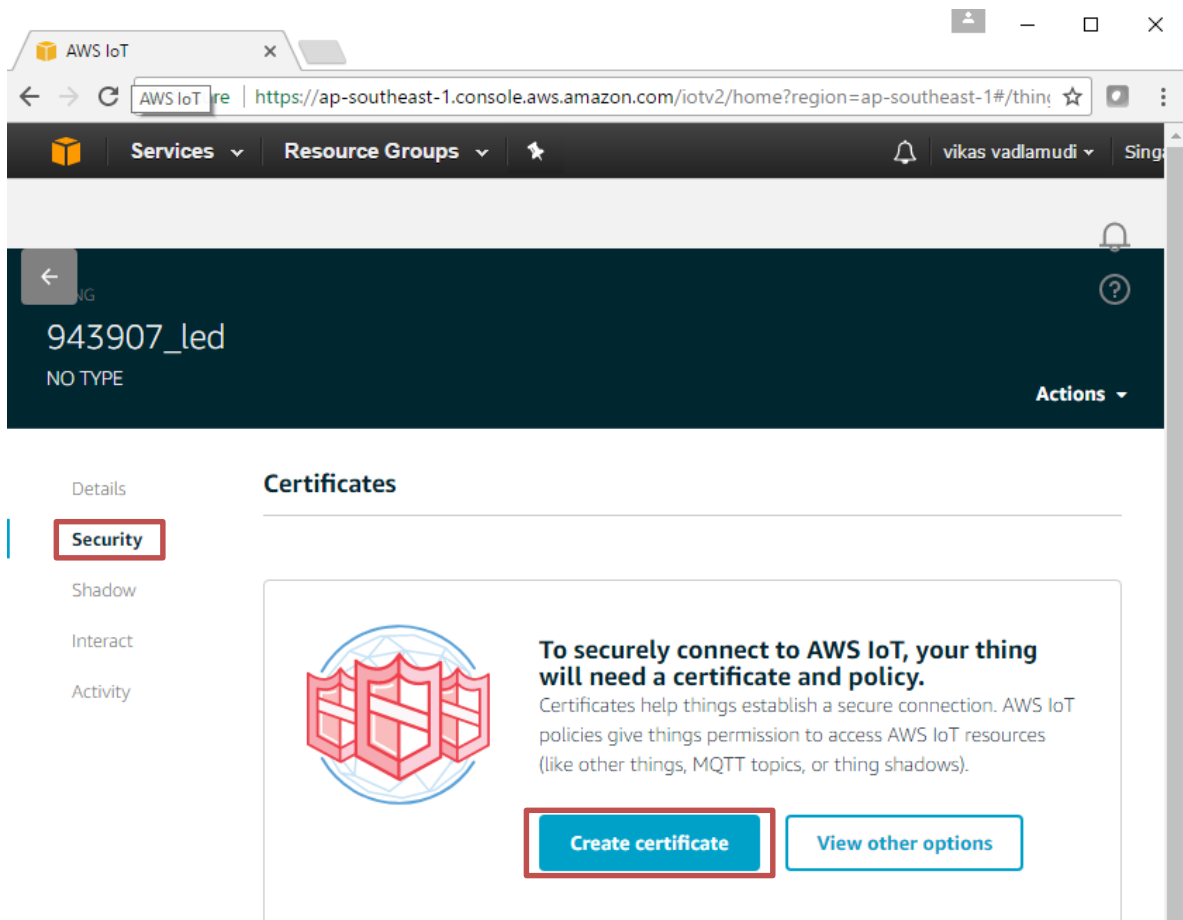 AWS IoT
AWS IoT re https://ap-southeast-1.console.aws.amazon.com/iotv2/home?region=ap-southeast-1#/thing
Services Resource Groups vikas vadlamudi Singa
NG
943907_led
NO TYPE
Actions
Details
Security
Shadow
Interact
Activity
Certificates
To securely connect to AWS IoT, your thing
will need a certificate and policy.
Certificates help things establish a secure connection. AWS IoT
policies give things permission to access AWS IoT resources
(like other things, MQTT topics, or thing shadows).
Create certificate View other options